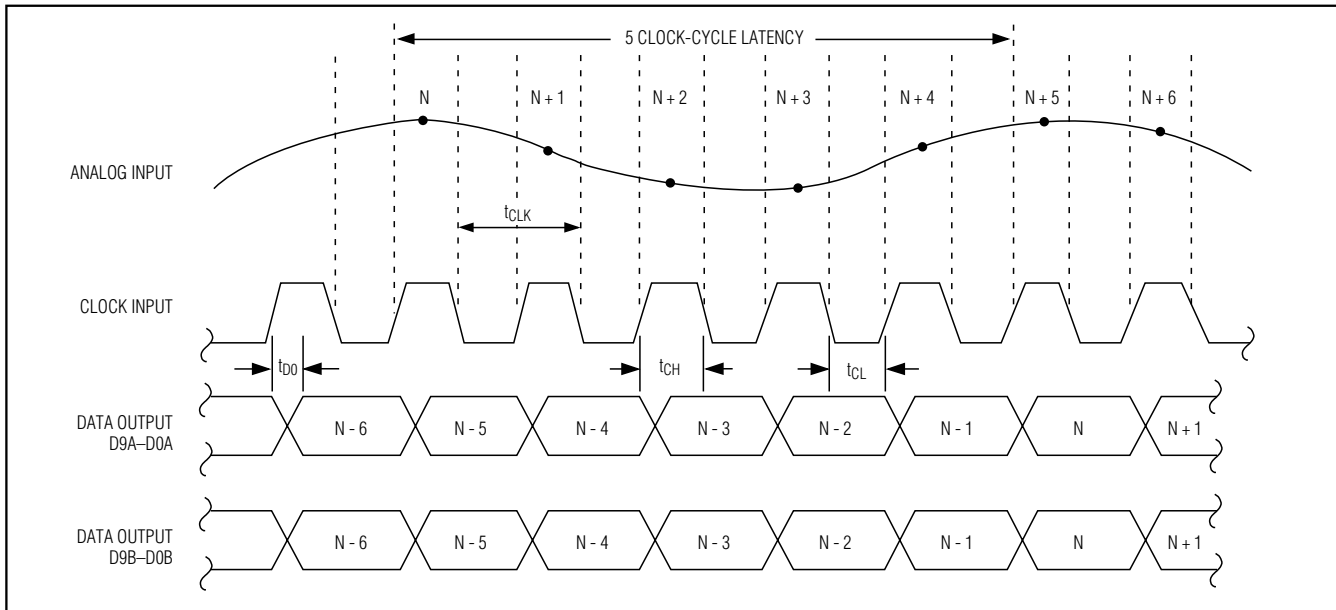 5 CLOCK-CYCLE LATENCY
N N + 1 N + 2 N + 3 N + 4 N + 5 N + 6
ANALOG INPUT
tCLK
CLOCK INPUT
tD0 tCH tCL
DATA OUTPUT
D9A–D0A
N - 6 N - 5 N - 4 N - 3 N - 2 N - 1 N N + 1
DATA OUTPUT
D9B–D0B
N - 6 N - 5 N - 4 N - 3 N - 2 N - 1 N N + 1